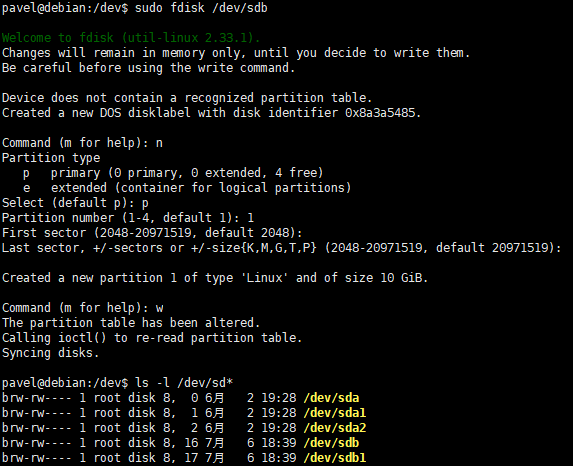 pavel@debian:/dev$ sudo fdisk /dev/sdb
Welcome to fdisk (util-linux 2.33.1).
Changes will remain in memory only, until you decide to write them.
Be careful before using the write command.
Device does not contain a recognized partition table.
Created a new DOS disklabel with disk identifier 0x8a3a5485.
Command (m for help): n
Partition type
   p   primary (0 primary, 0 extended, 4 free)
   e   extended (container for logical partitions)
Select (default p): p
Partition number (1-4, default 1): 1
First sector (2048-20971519, default 2048):
Last sector, +/-sectors or +/-size{K,M,G,T,P} (2048-20971519, default 20971519):
Created a new partition 1 of type 'Linux' and of size 10 GiB.
Command (m for help): w
The partition table has been altered.
Calling ioctl() to re-read partition table.
Syncing disks.
pavel@debian:/dev$ ls -l /dev/sd*
brw-rw---- 1 root disk 8,  0 6月   2 19:28 /dev/sda
brw-rw---- 1 root disk 8,  1 6月   2 19:28 /dev/sda1
brw-rw---- 1 root disk 8,  2 6月   2 19:28 /dev/sda2
brw-rw---- 1 root disk 8, 16 7月   6 18:39 /dev/sdb
brw-rw---- 1 root disk 8, 17 7月   6 18:39 /dev/sdb1